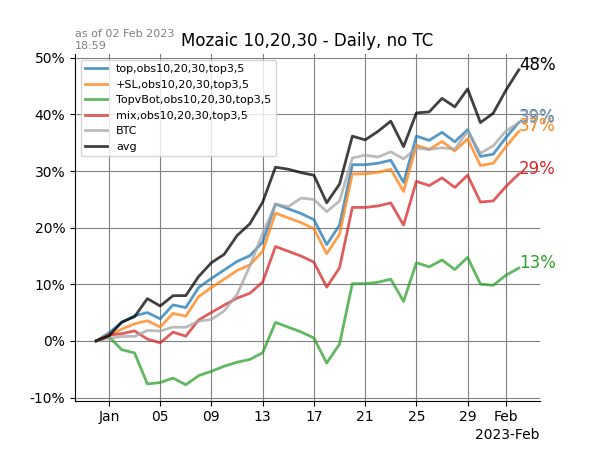 as of 02 Feb 2023
18:59
Mozaic 10,20,30 - Daily, no TC
50%
40%
30%
20%
10%
0%
-10%
top,obs10,20,30,top3,5
+SL,obs10,20,30,top3,5
TopvBot,obs10,20,30,top3,5
mix,obs10,20,30,top3,5
BTC
avg
48%
39%
37%
29%
13%
Jan
05
09
13
17
21
25
29
Feb
2023-Feb